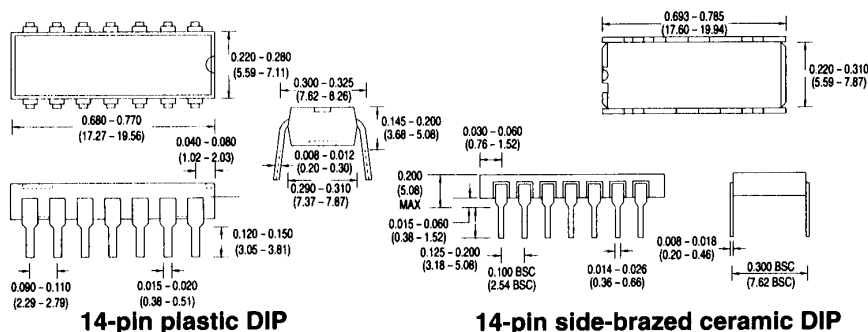 0.220 – 0.280
(5.59 – 7.11)
0.680 – 0.770
(17.27 – 19.56)
0.040 – 0.080
(1.02 – 2.03)
0.300 – 0.325
(7.62 – 8.26)
0.145 – 0.200
(3.68 – 5.08)
0.008 – 0.012
(0.20 – 0.30)
0.290 – 0.310
(7.37 – 7.87)
0.120 – 0.150
(3.05 – 3.81)
0.090 – 0.110
(2.29 – 2.79)
0.015 – 0.020
(0.38 – 0.51)
14-pin plastic DIP
0.693 – 0.785
(17.60 – 19.94)
0.220 – 0.310
(5.59 – 7.87)
0.030 – 0.060
(0.76 – 1.52)
0.200
(5.08)
MAX
0.015 – 0.060
(0.38 – 1.52)
0.125 – 0.200
(3.18 – 5.08)
0.100 BSC
(2.54 BSC)
0.014 – 0.026
(0.36 – 0.66)
0.008 – 0.018
(0.20 – 0.46)
0.300 BSC
(7.62 BSC)
14-pin side-brazed ceramic DIP